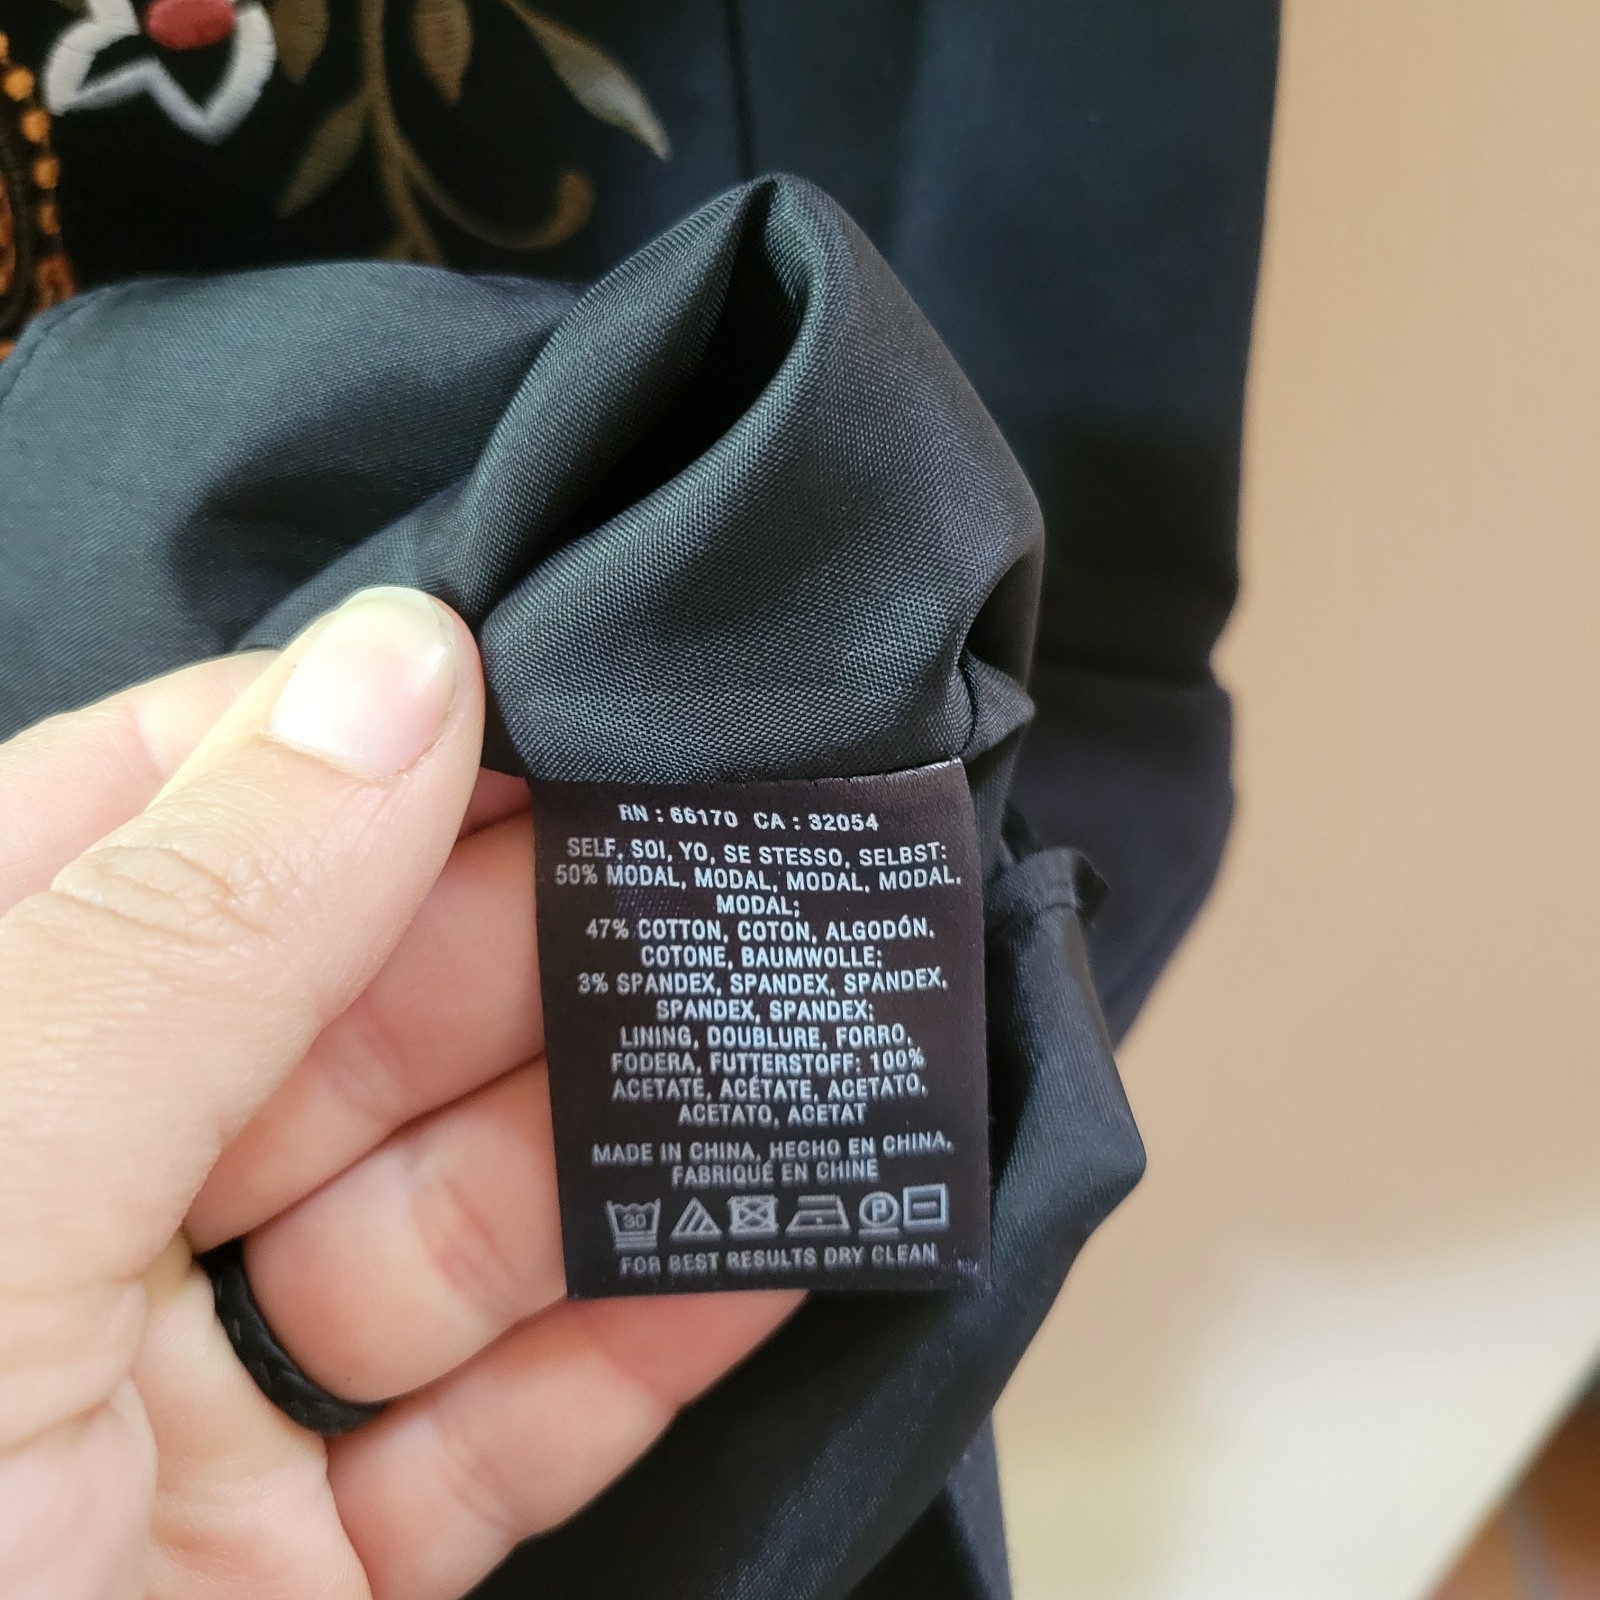 RN : 66170 CA : 32054
SELF, SOI, YO, SE STESSO, SELBST:
50% MODAL, MODAL, MODAL, MODAL,
MODAL;
47% COTTON, COTON, ALGODÓN,
COTONE, BAUMWOLLE;
3% SPANDEX, SPANDEX, SPANDEX,
SPANDEX, SPANDEX;
LINING, DOUBLURE, FORRO,
FODERA, FUTTERSTOFF: 100%
ACETATE, ACÉTATE, ACETATO,
ACETATO, ACETAT
MADE IN CHINA, HECHO EN CHINA,
FABRIQUÉ EN CHINE
30 P
FOR BEST RESULTS DRY CLEAN